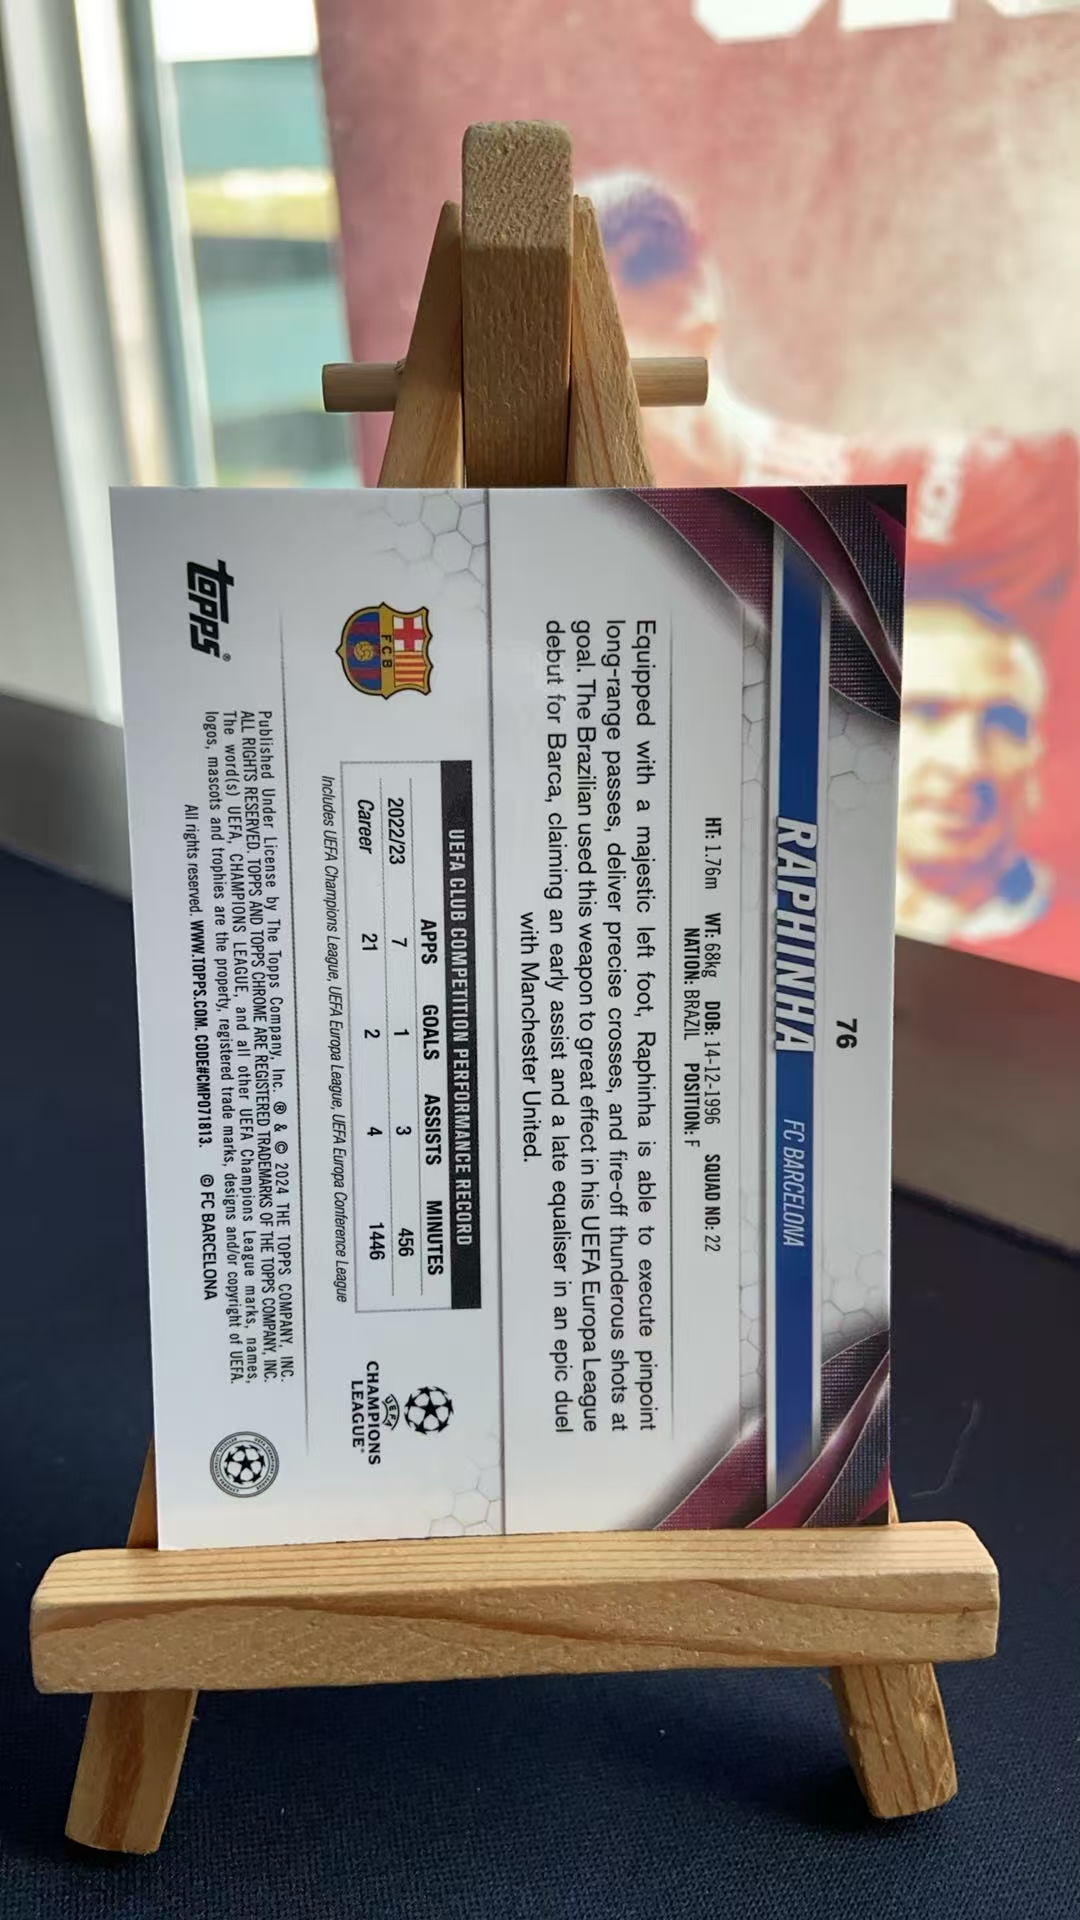 76
RAPHINHA FC BARCELONA
HT: 1.76m WT: 68kg DOB: 14-12-1996 SQUAD NO: 22
NATION: BRAZIL POSITION: F
Equipped with a majestic left foot, Raphinha is able to execute pinpoint
long-range passes, deliver precise crosses, and fire-off thunderous shots at
goal. The Brazilian used this weapon to great effect in his UEFA Europa League
debut for Barca, claiming an early assist and a late equaliser in an epic duel
with Manchester United.
FCB
UEFA CLUB COMPETITION PERFORMANCE RECORD
APPS GOALS ASSISTS MINUTES
2022/23 7 1 3 456
Career 21 2 4 1446
Includes UEFA Champions League, UEFA Europa League, UEFA Europa Conference League
UEFA
CHAMPIONS
LEAGUE®
topps®
Published Under License by The Topps Company, Inc. ® & © 2024 THE TOPPS COMPANY, INC.
ALL RIGHTS RESERVED. TOPPS AND TOPPS CHROME ARE REGISTERED TRADEMARKS OF THE TOPPS COMPANY, INC.
The word(s) UEFA, CHAMPIONS LEAGUE, and all other UEFA Champions League marks, names,
logos, mascots and trophies are the property, registered trade marks, designs and/or copyright of UEFA.
All rights reserved. WWW.TOPPS.COM. CODE#CMP071813. © FC BARCELONA